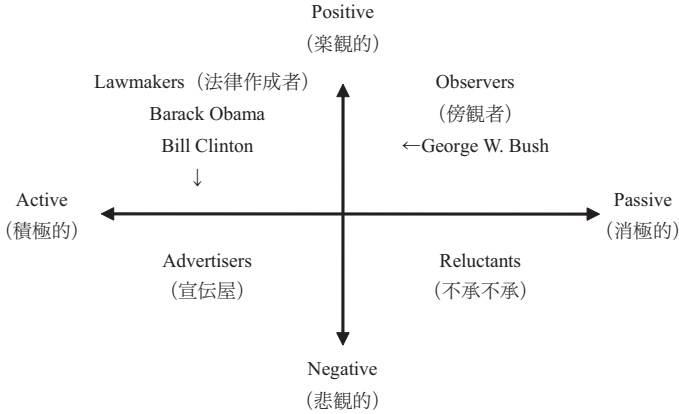 Positive
（楽観的）
Lawmakers（法律作成者）
Barack Obama
Bill Clinton
↓
Observers
（傍観者）
←George W. Bush
Active
（積極的）
Passive
（消極的）
Advertisers
（宣伝屋）
Reluctants
（不承不承）
Negative
（悲観的）